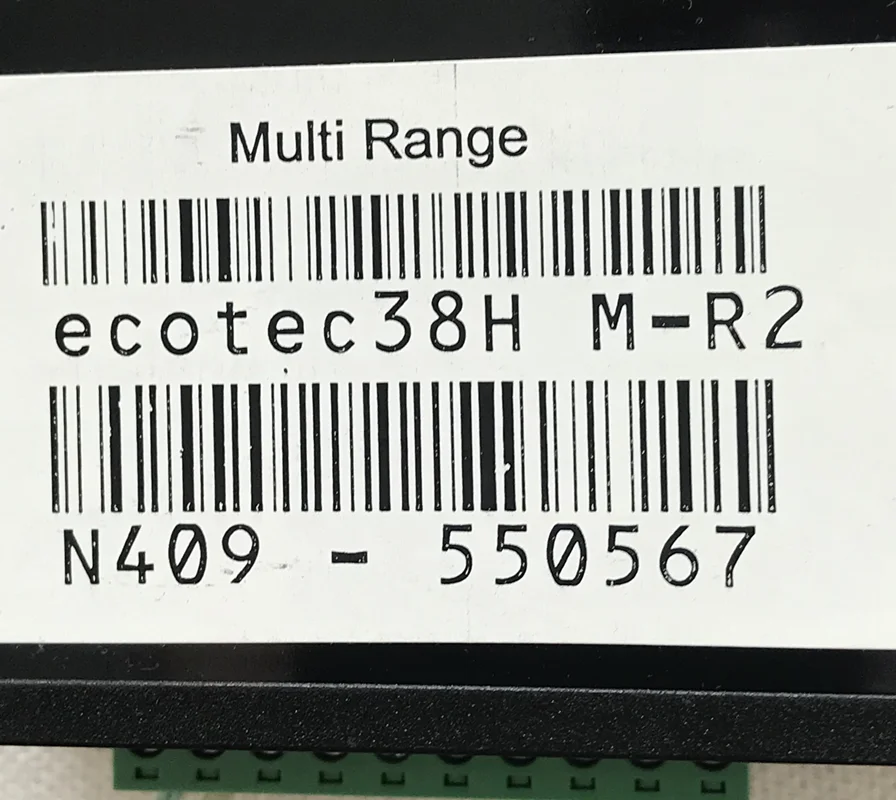 Multi Range
ecotec38H M-R2
N409 - 550567